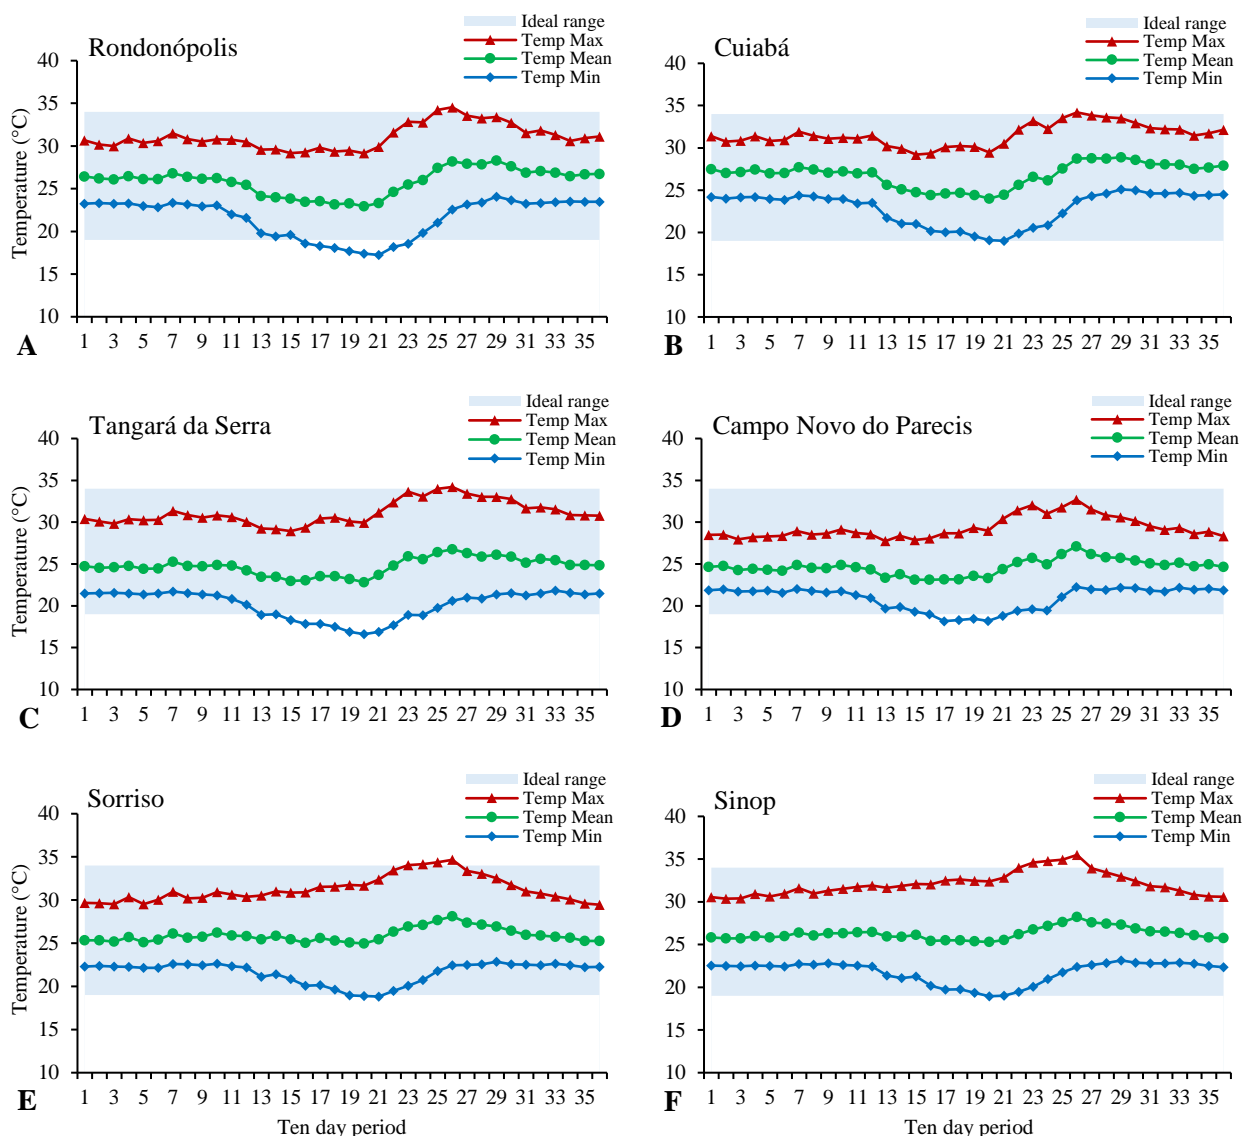 Rondonópolis
Ideal range
Temp Max
Temp Mean
Temp Min
Temperature (°C)
40
35
30
25
20
15
10
1 3 5 7 9 11 13 15 17 19 21 23 25 27 29 31 33 35
A
Cuiabá
Ideal range
Temp Max
Temp Mean
Temp Min
40
35
30
25
20
15
10
1 3 5 7 9 11 13 15 17 19 21 23 25 27 29 31 33 35
B
Tangará da Serra
Ideal range
Temp Max
Temp Mean
Temp Min
Temperature (°C)
40
35
30
25
20
15
10
1 3 5 7 9 11 13 15 17 19 21 23 25 27 29 31 33 35
C
Campo Novo do Parecis
Ideal range
Temp Max
Temp Mean
Temp Min
40
35
30
25
20
15
10
1 3 5 7 9 11 13 15 17 19 21 23 25 27 29 31 33 35
D
Sorriso
Ideal range
Temp Max
Temp Mean
Temp Min
Temperature (°C)
40
35
30
25
20
15
10
1 3 5 7 9 11 13 15 17 19 21 23 25 27 29 31 33 35
E
Ten day period
Sinop
Ideal range
Temp Max
Temp Mean
Temp Min
40
35
30
25
20
15
10
1 3 5 7 9 11 13 15 17 19 21 23 25 27 29 31 33 35
F
Ten day period